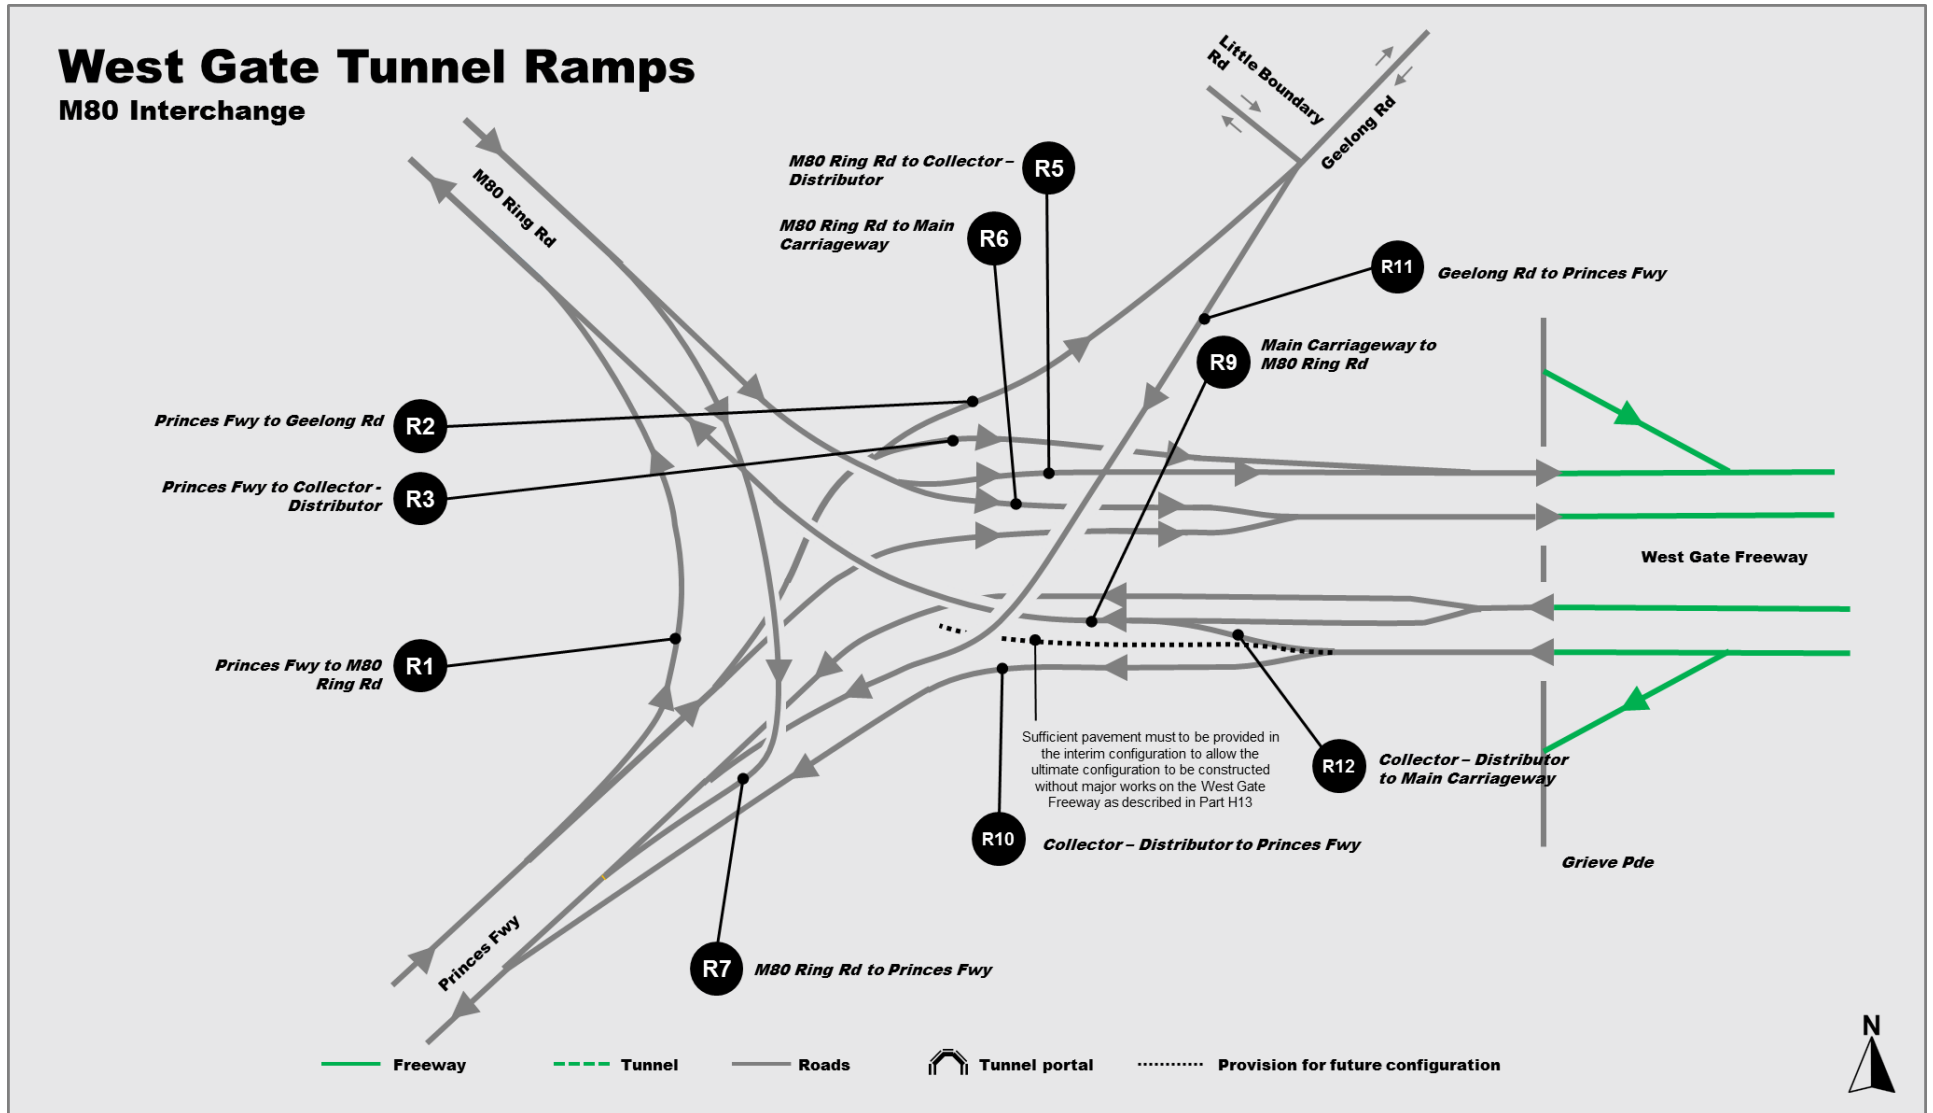 West Gate Tunnel Ramps
M80 Interchange
Little Boundary
Rd
Geelong Rd
M80 Ring Rd
M80 Ring Rd to Collector –
Distributor
R5
M80 Ring Rd to Main
Carriageway
R6
R11
Geelong Rd to Princes Fwy
R9
Main Carriageway to
M80 Ring Rd
Princes Fwy to Geelong Rd
R2
Princes Fwy to Collector -
Distributor
R3
West Gate Freeway
Princes Fwy to M80
Ring Rd
R1
Sufficient pavement must to be provided in
the interim configuration to allow the
ultimate configuration to be constructed
without major works on the West Gate
Freeway as described in Part H13
R12
Collector – Distributor
to Main Carriageway
R10
Collector – Distributor to Princes Fwy
Grieve Pde
Princes Fwy
R7
M80 Ring Rd to Princes Fwy
N
Freeway
Tunnel
Roads
Tunnel portal
Provision for future configuration